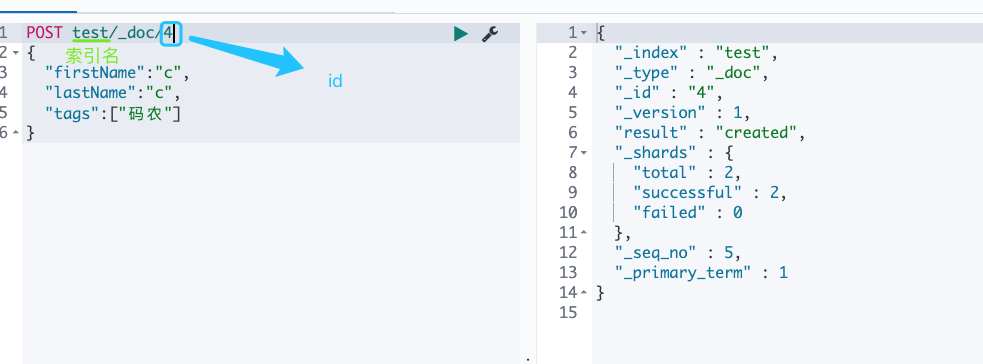 1 POST test/_doc/4
索引名
id
2 {
3 "firstName":"c",
4 "lastName":"c",
5 "tags":["码农"]
6 }
1 {
2 "_index" : "test",
3 "_type" : "_doc",
4 "_id" : "4",
5 "_version" : 1,
6 "result" : "created",
7 "_shards" : {
8 "total" : 2,
9 "successful" : 2,
10 "failed" : 0
11 },
12 "_seq_no" : 5,
13 "_primary_term" : 1
14 }
15